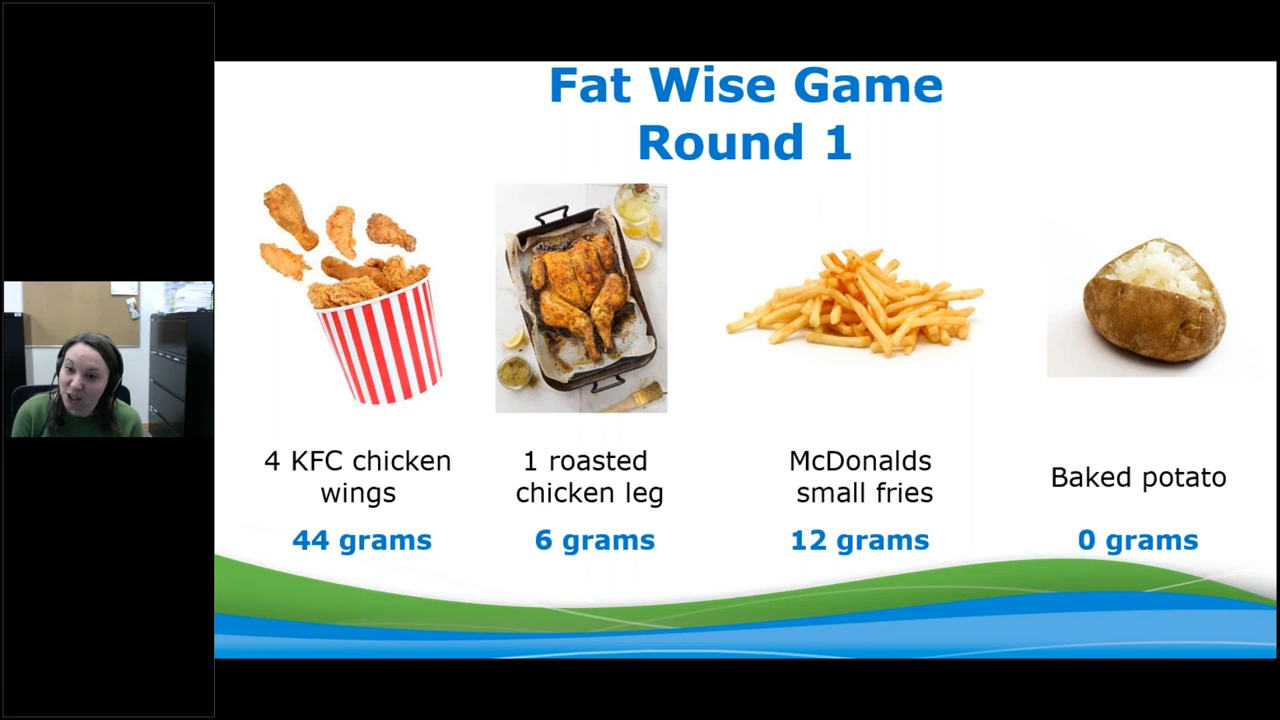 Fat Wise Game
Round 1
4 KFC chicken
wings
44 grams
1 roasted
chicken leg
6 grams
McDonalds
small fries
12 grams
Baked potato
0 grams